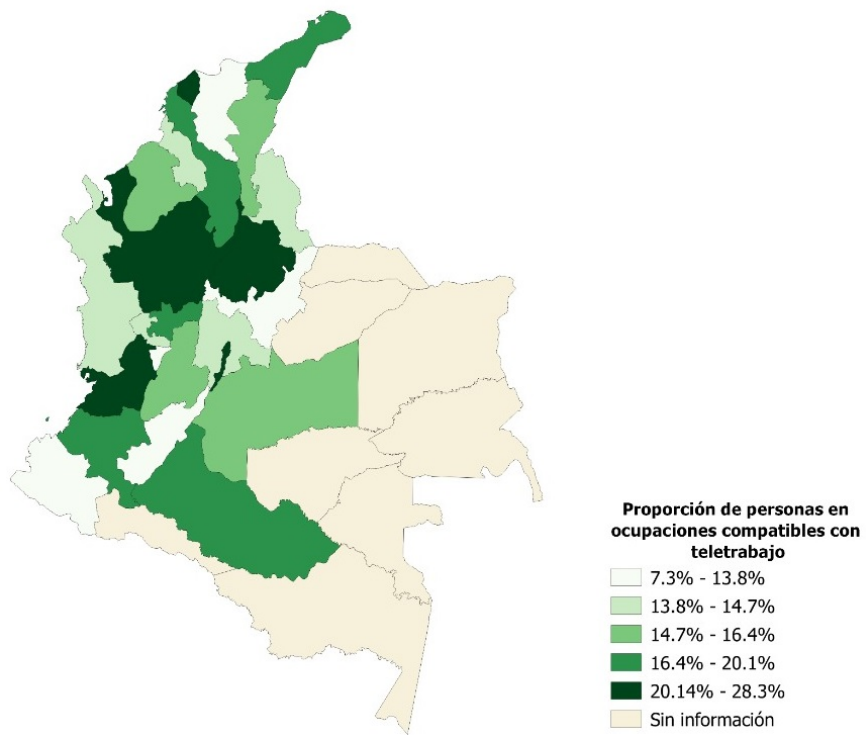 Proporción de personas en
ocupaciones compatibles con
teletrabajo
7.3% - 13.8%
13.8% - 14.7%
14.7% - 16.4%
16.4% - 20.1%
20.14% - 28.3%
Sin información